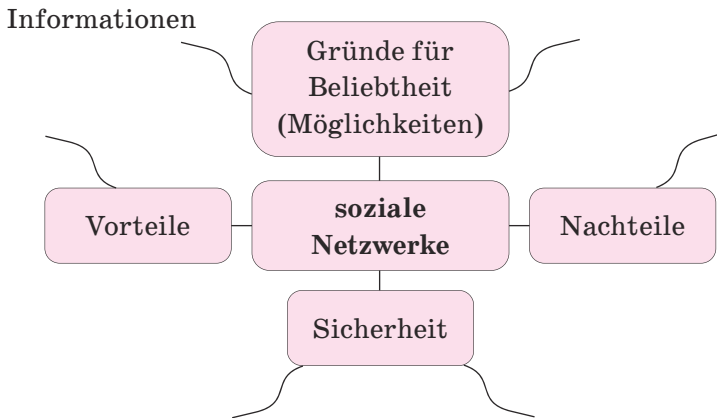 Informationen
Gründe für
Beliebtheit
(Möglichkeiten)
Vorteile
soziale
Netzwerke
Nachteile
Sicherheit